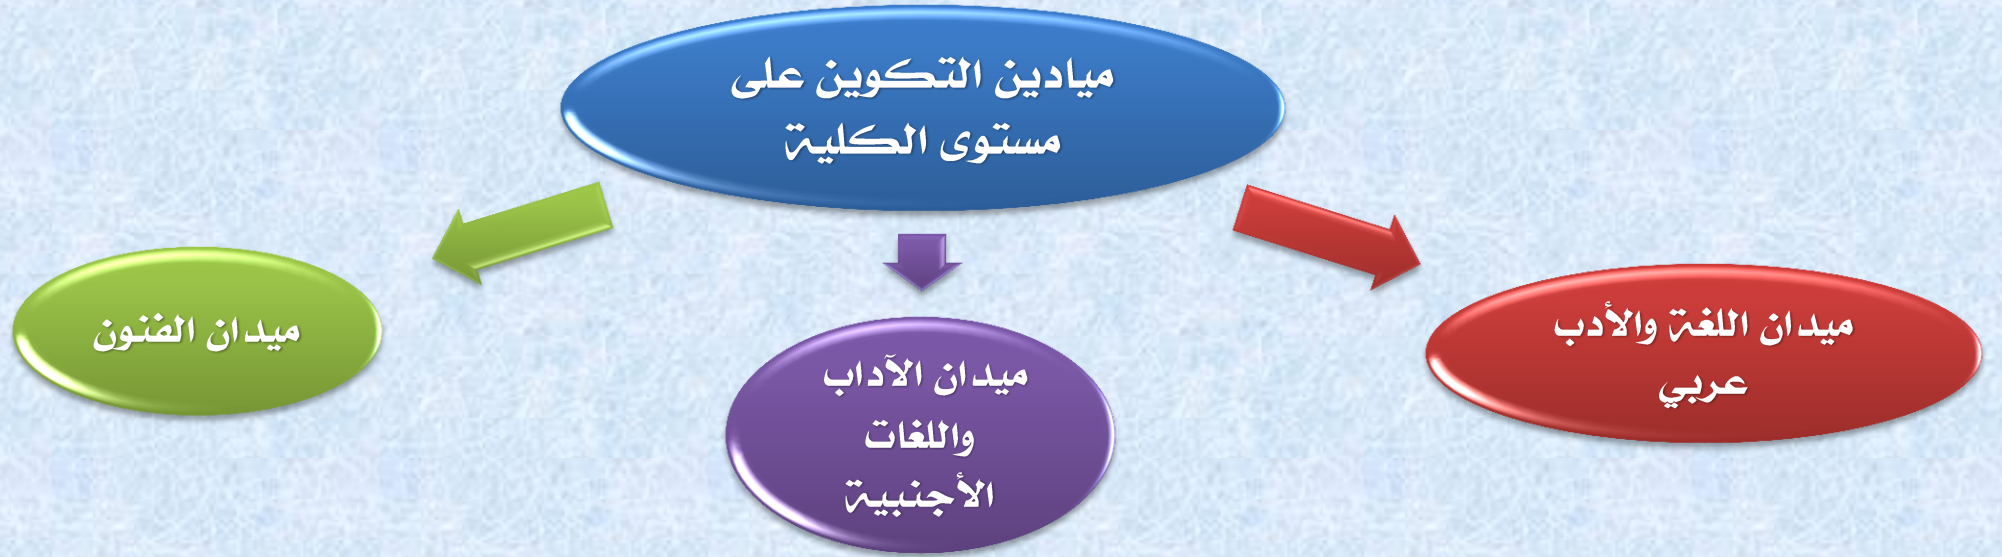 ميادين التكوين على
مستوى الكلية
ميدان اللغة والأدب
عربي
ميدان الآداب
واللغات
الأجنبية
ميدان الفنون